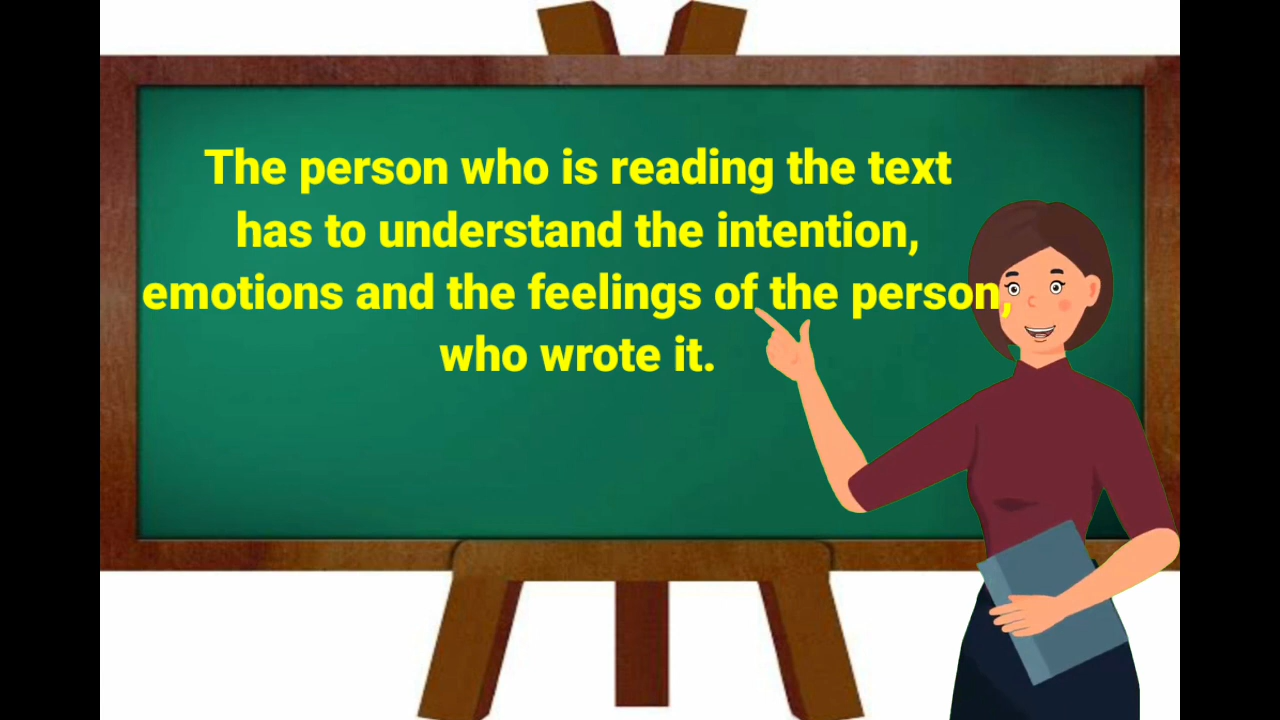 The person who is reading the text
has to understand the intention,
emotions and the feelings of the person,
who wrote it.